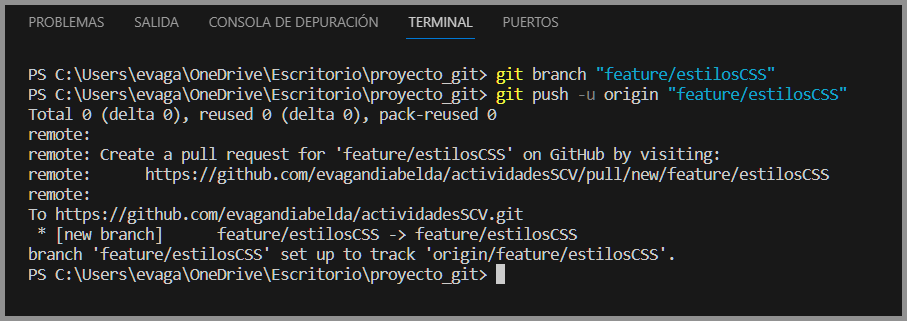 PROBLEMAS SALIDA CONSOLA DE DEPURACIÓN TERMINAL PUERTOS
PS C:\Users\evaga\OneDrive\Escritorio\proyecto_git> git branch "feature/estilosCSS"
PS C:\Users\evaga\OneDrive\Escritorio\proyecto_git> git push -u origin "feature/estilosCSS"
Total 0 (delta 0), reused 0 (delta 0), pack-reused 0
remote:
remote: Create a pull request for 'feature/estilosCSS' on GitHub by visiting:
remote:      https://github.com/evagandiabelda/actividadesSCV/pull/new/feature/estilosCSS
remote:
To https://github.com/evagandiabelda/actividadesSCV.git
 * [new branch]      feature/estilosCSS -> feature/estilosCSS
branch 'feature/estilosCSS' set up to track 'origin/feature/estilosCSS'.
PS C:\Users\evaga\OneDrive\Escritorio\proyecto_git>